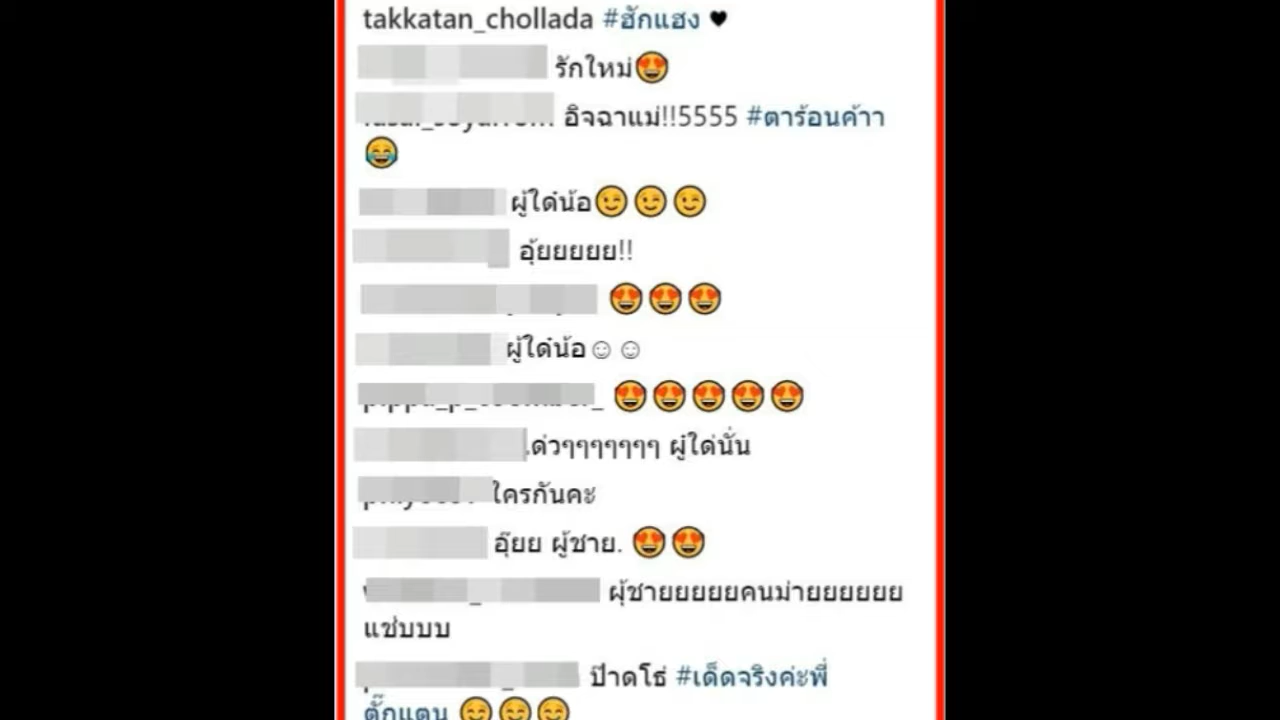 takkatan_chollada #ฮักแฮง ♥
รักใหม่😍
อิจฉาแม่!!5555 #ตาร้อนค้าา
😂
ผู้ใด๋น้อ😉😉😉
อุ้ยยยยย!!
😍😍😍
ผู้ใด๋น้อ☺☺
😍😍😍😍😍
.ด่วๆๆๆๆๆๆๆ ผู๋ใด่นั่น
ใครกันคะ
อุ๊ยย ผู้ชาย. 😍😍
ผุ้ชายยยยยคนม่ายยยยยย
แซ่บบบ
ป๊าดโธ่ #เด็ดจริงค่ะพี่
ตั๊กแตน 😊😊😊